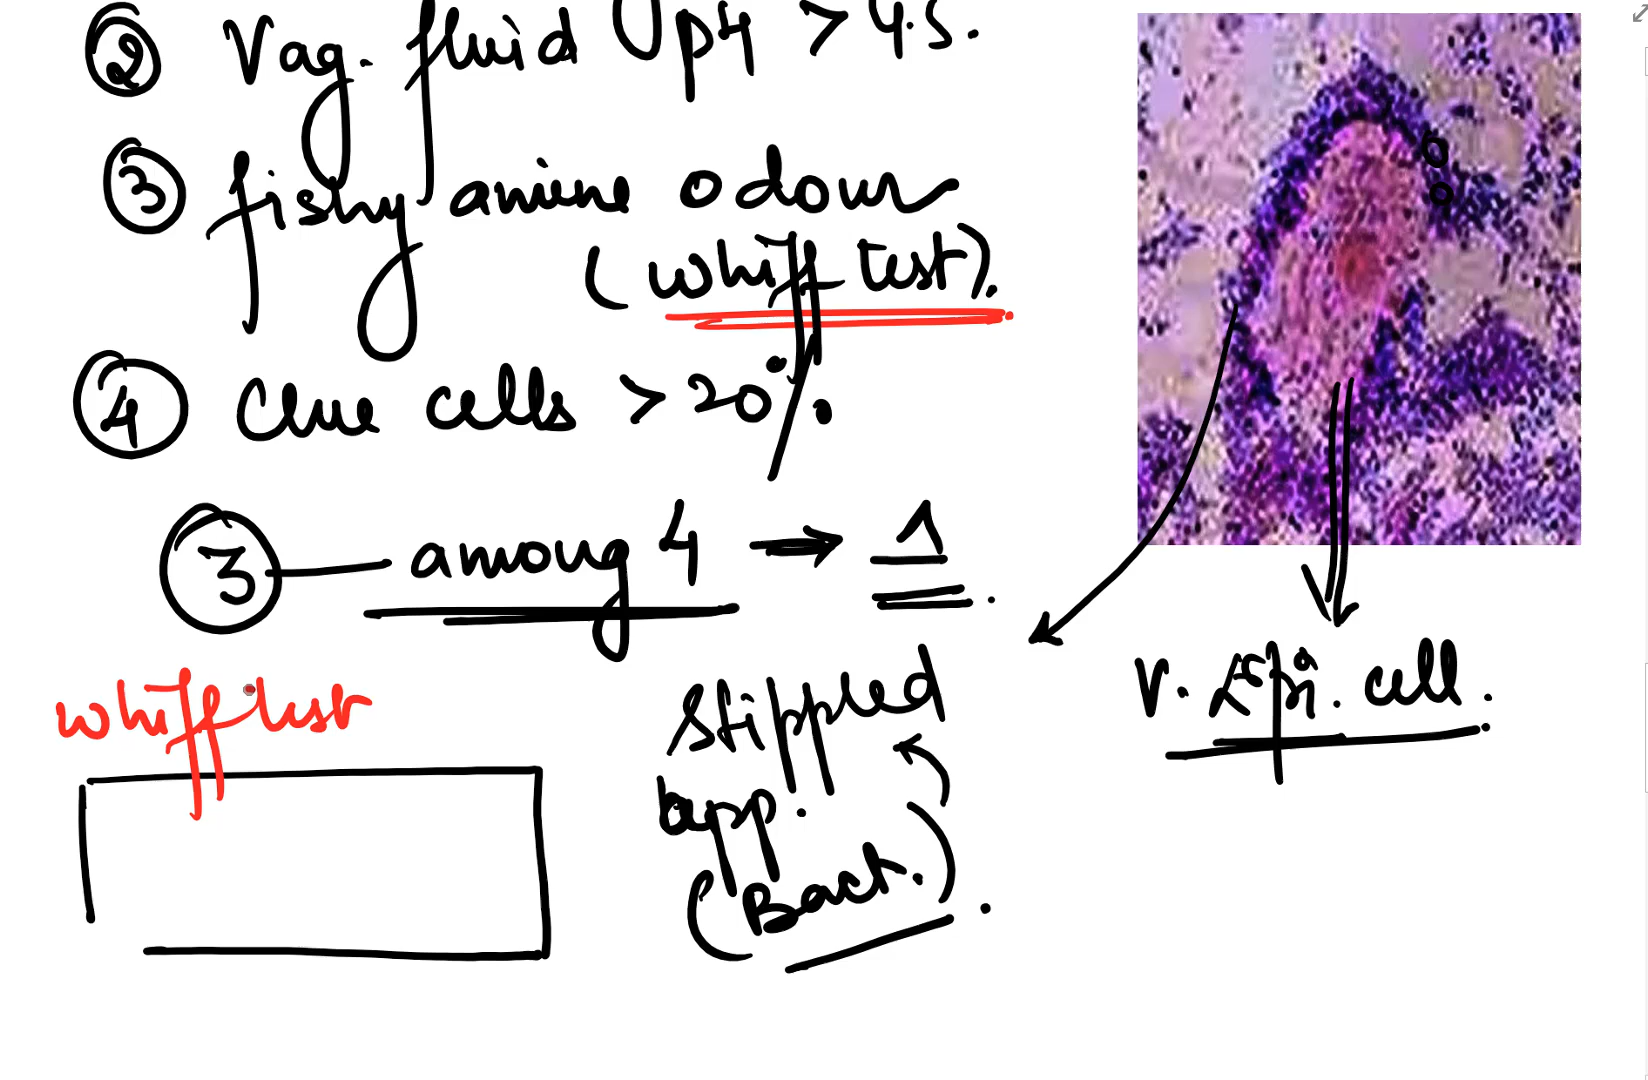 ② Vag. fluid ↑ pH > 4.5.
③ fishy amine odour
(whiff test).
④ Clue cells > 20%.
③ — among 4 → Δ
whiff test
stippled
app.
(Bact.)
V. Epi. cell.